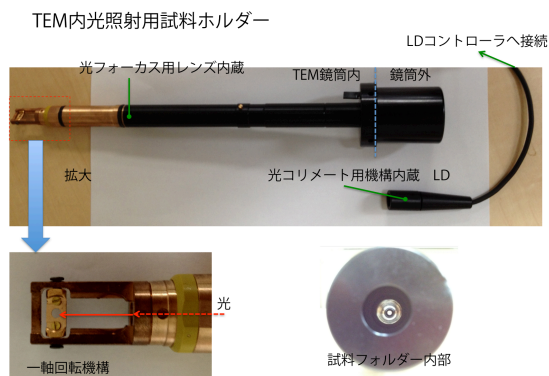 TEM内光照射用試料ホルダー
LDコントローラへ接続
光フォーカス用レンズ内蔵
TEM鏡筒内 鏡筒外
拡大
光コリメート用機構内蔵 LD
光
一軸回転機構
試料フォルダー内部